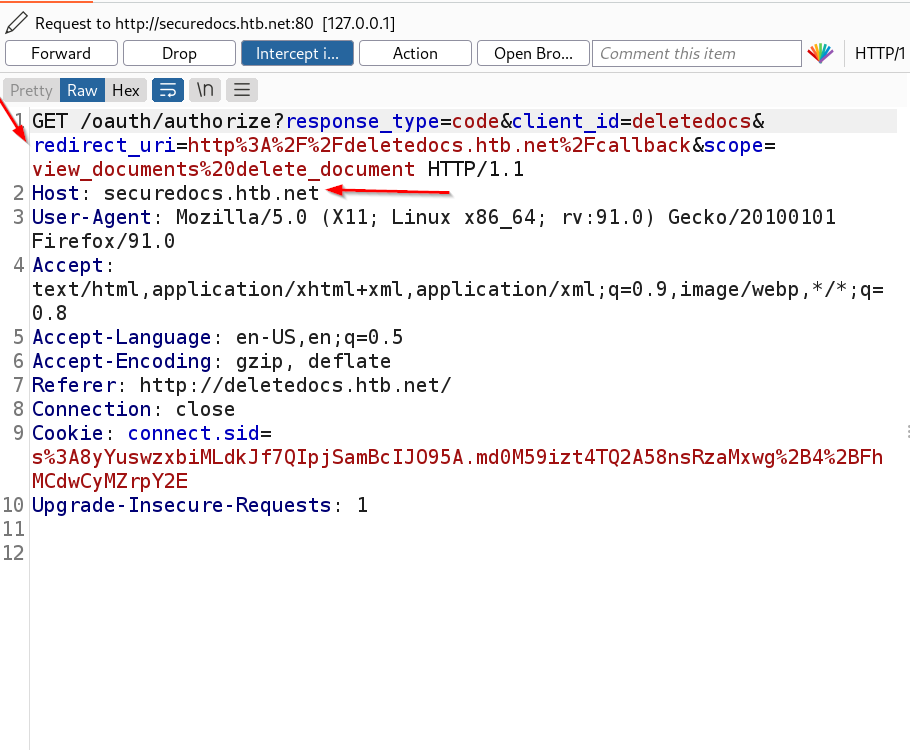 Request to http://securedocs.htb.net:80 [127.0.0.1]
Forward Drop Intercept i... Action Open Bro... Comment this item HTTP/1
Pretty Raw Hex \n
1 GET /oauth/authorize?response_type=code&client_id=deletedocs&
redirect_uri=http%3A%2F%2Fdeletedocs.htb.net%2Fcallback&scope=
view_documents%20delete_document HTTP/1.1
2 Host: securedocs.htb.net
3 User-Agent: Mozilla/5.0 (X11; Linux x86_64; rv:91.0) Gecko/20100101
Firefox/91.0
4 Accept:
text/html,application/xhtml+xml,application/xml;q=0.9,image/webp,*/*;q=
0.8
5 Accept-Language: en-US,en;q=0.5
6 Accept-Encoding: gzip, deflate
7 Referer: http://deletedocs.htb.net/
8 Connection: close
9 Cookie: connect.sid=
s%3A8yYuswzxbiMLdkJf7QIpjSamBcIJO95A.md0M59izt4TQ2A58nsRzaMxwg%2B4%2BFh
MCdwCyMZrpY2E
10 Upgrade-Insecure-Requests: 1
11
12